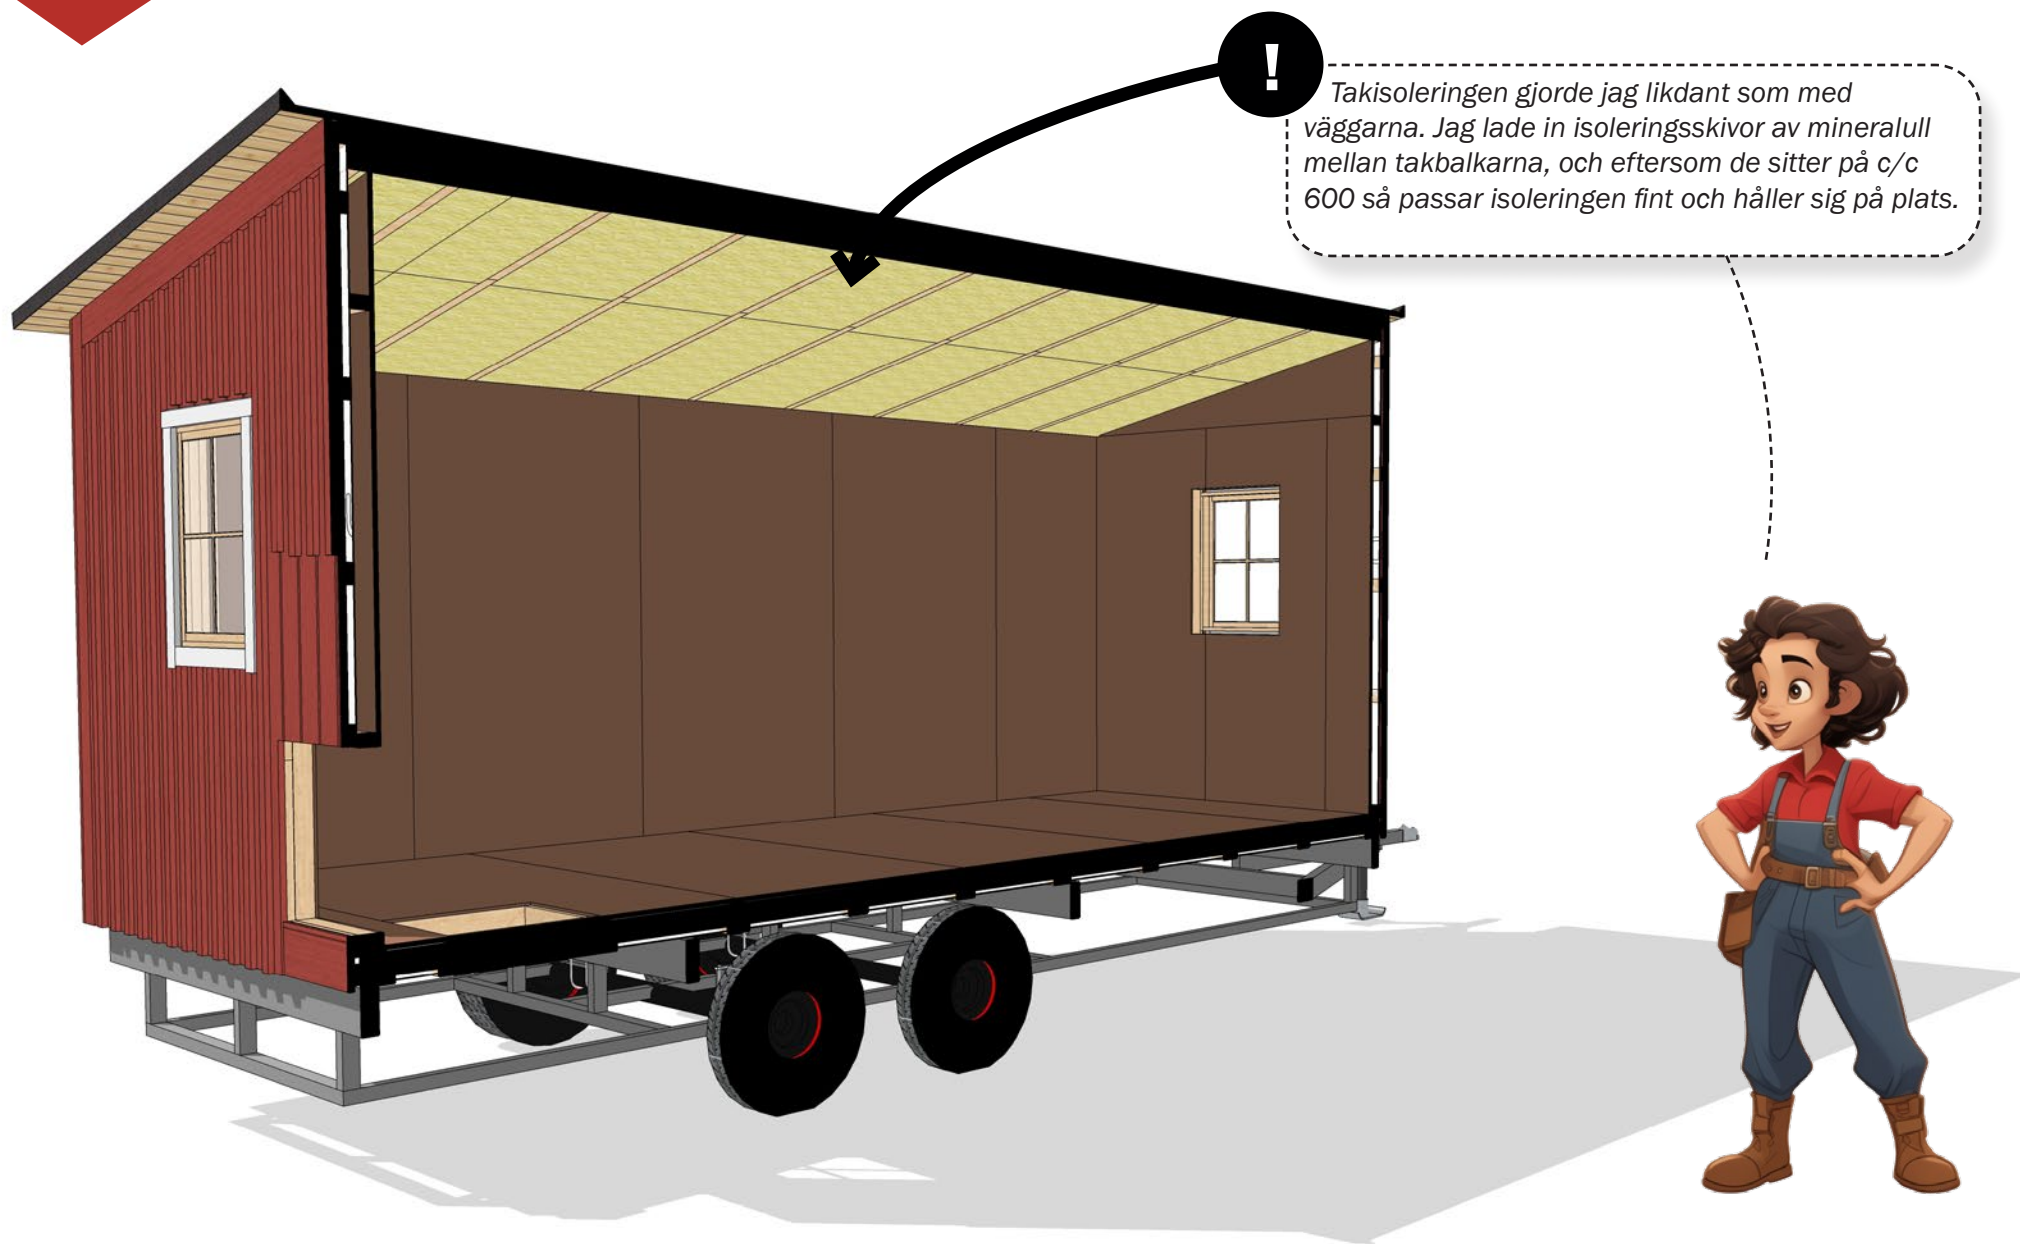 !
Takisoleringen gjorde jag likdant som med
väggarna. Jag lade in isoleringsskivor av mineralull
mellan takbalkarna, och eftersom de sitter på c/c
600 så passar isoleringen fint och håller sig på plats.